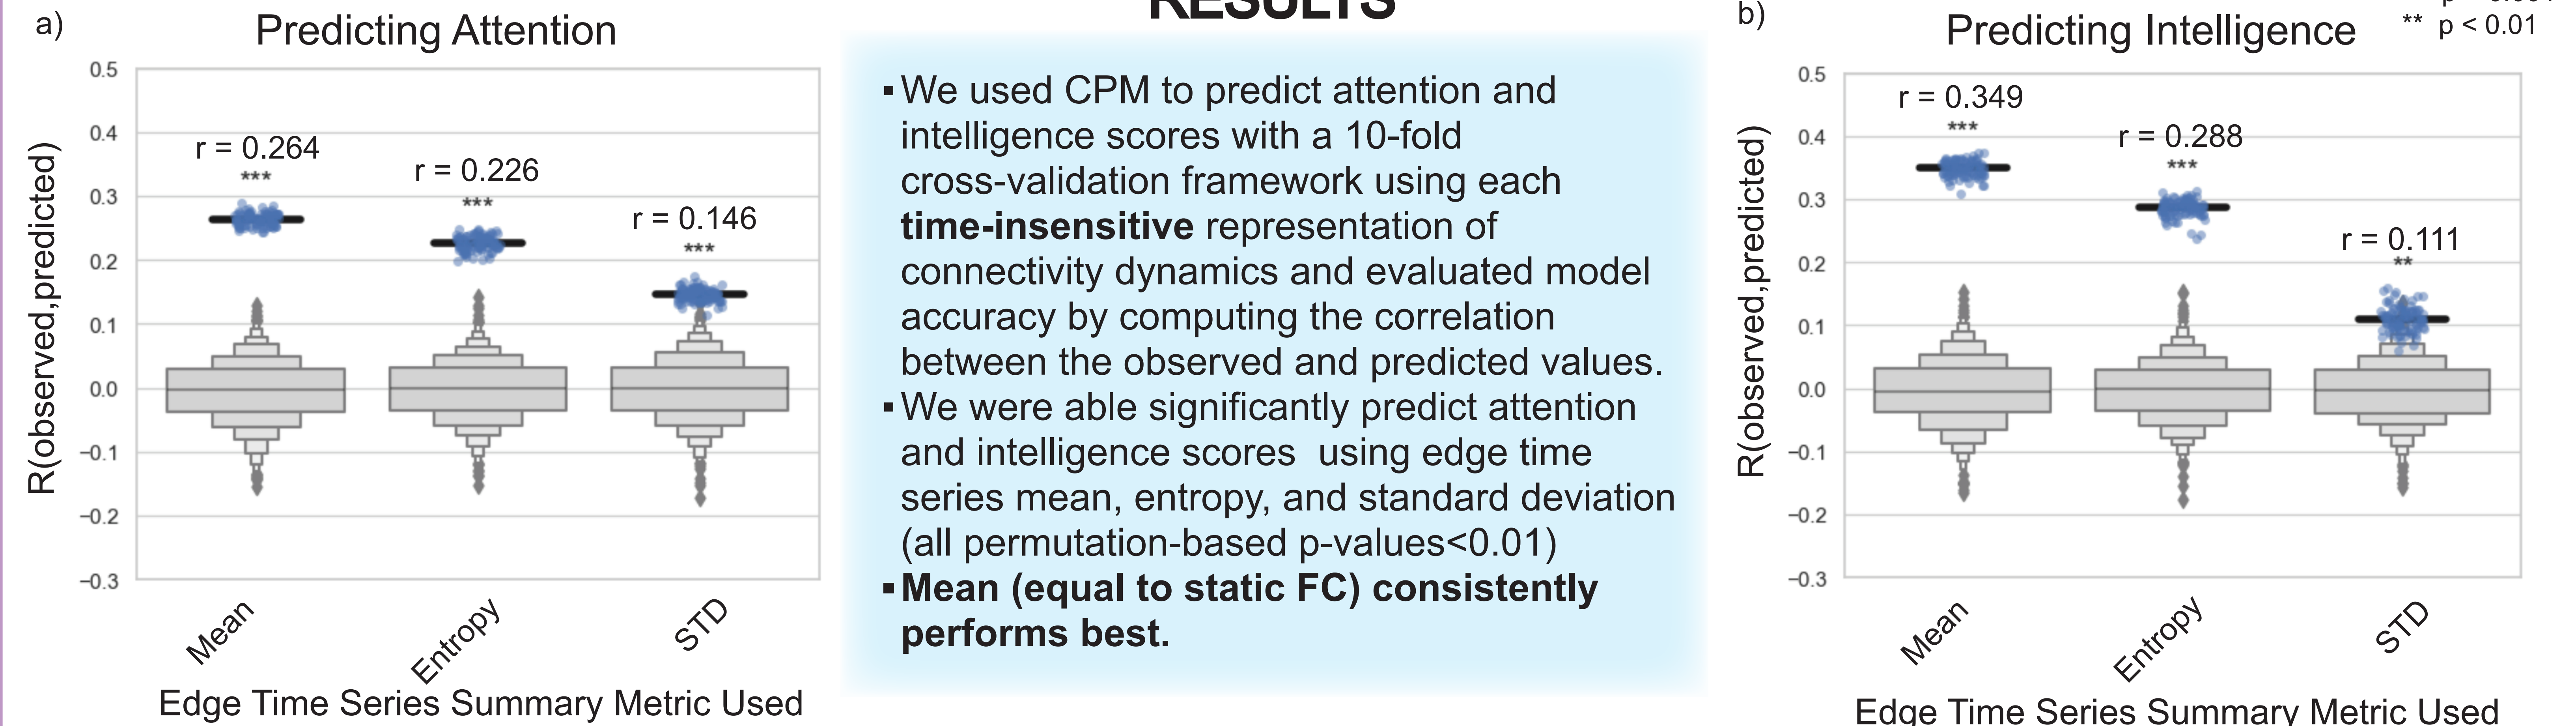 a)
Predicting Attention
R(observed,predicted)
0.5
0.4
0.3
0.2
0.1
0.0
−0.1
−0.2
−0.3
r = 0.264
***
r = 0.226
***
r = 0.146
***
Mean
Entropy
STD
Edge Time Series Summary Metric Used
RESULTS
▪We used CPM to predict attention and
intelligence scores with a 10-fold
cross-validation framework using each
time-insensitive representation of
connectivity dynamics and evaluated model
accuracy by computing the correlation
between the observed and predicted values.
▪We were able significantly predict attention
and intelligence scores  using edge time
series mean, entropy, and standard deviation
(all permutation-based p-values<0.01)
▪Mean (equal to static FC) consistently
performs best.
b)
Predicting Intelligence
** p < 0.01
R(observed,predicted)
0.5
0.4
0.3
0.2
0.1
0.0
−0.1
−0.2
−0.3
r = 0.349
***
r = 0.288
***
r = 0.111
**
Mean
Entropy
STD
Edge Time Series Summary Metric Used